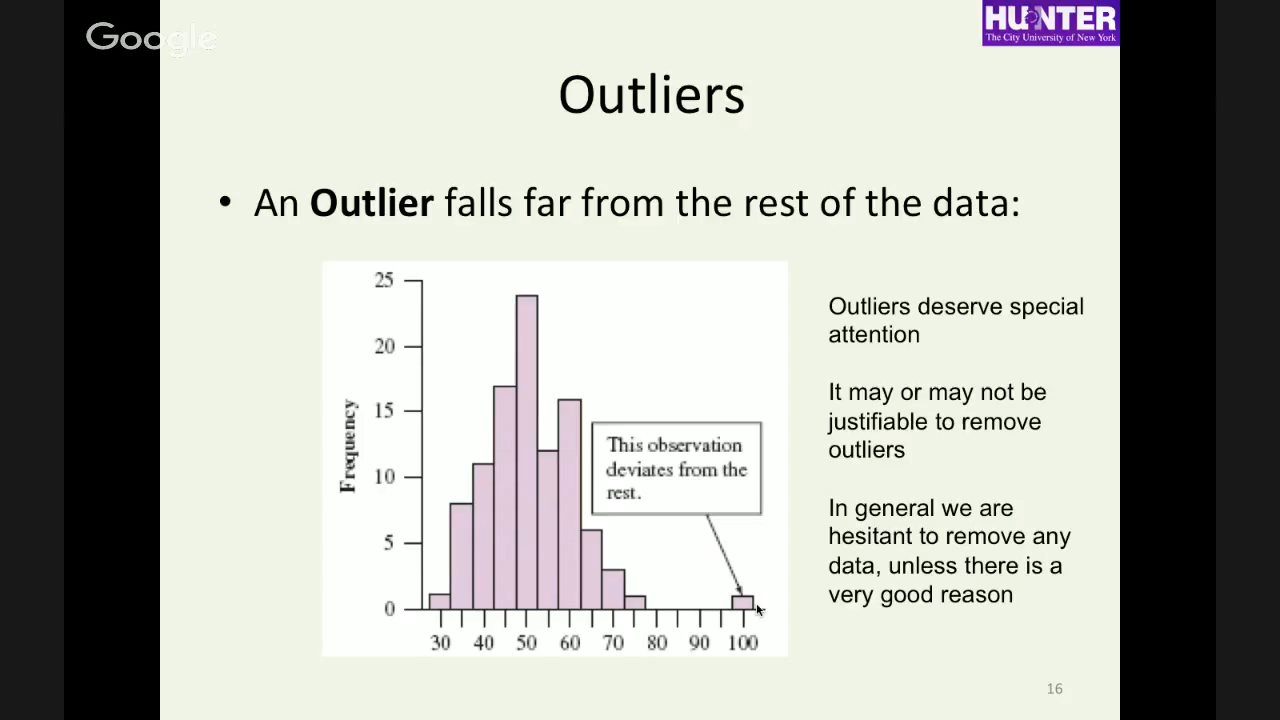 Google
HUNTER
The City University of New York
Outliers
• An Outlier falls far from the rest of the data:
25
20
15
10
5
0
Frequency
This observation
deviates from the
rest.
30 40 50 60 70 80 90 100
Outliers deserve special
attention
It may or may not be
justifiable to remove
outliers
In general we are
hesitant to remove any
data, unless there is a
very good reason
16